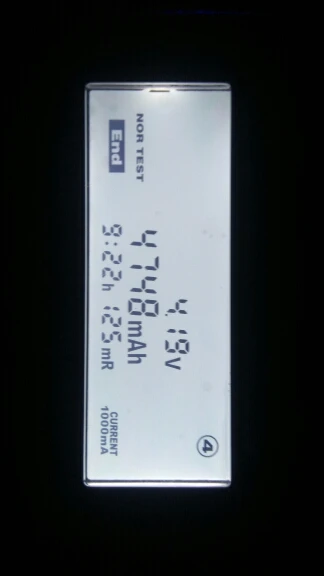 ④
4.19V
NOR TEST 4748mAh
End 9:22h 125mR CURRENT
1000mA